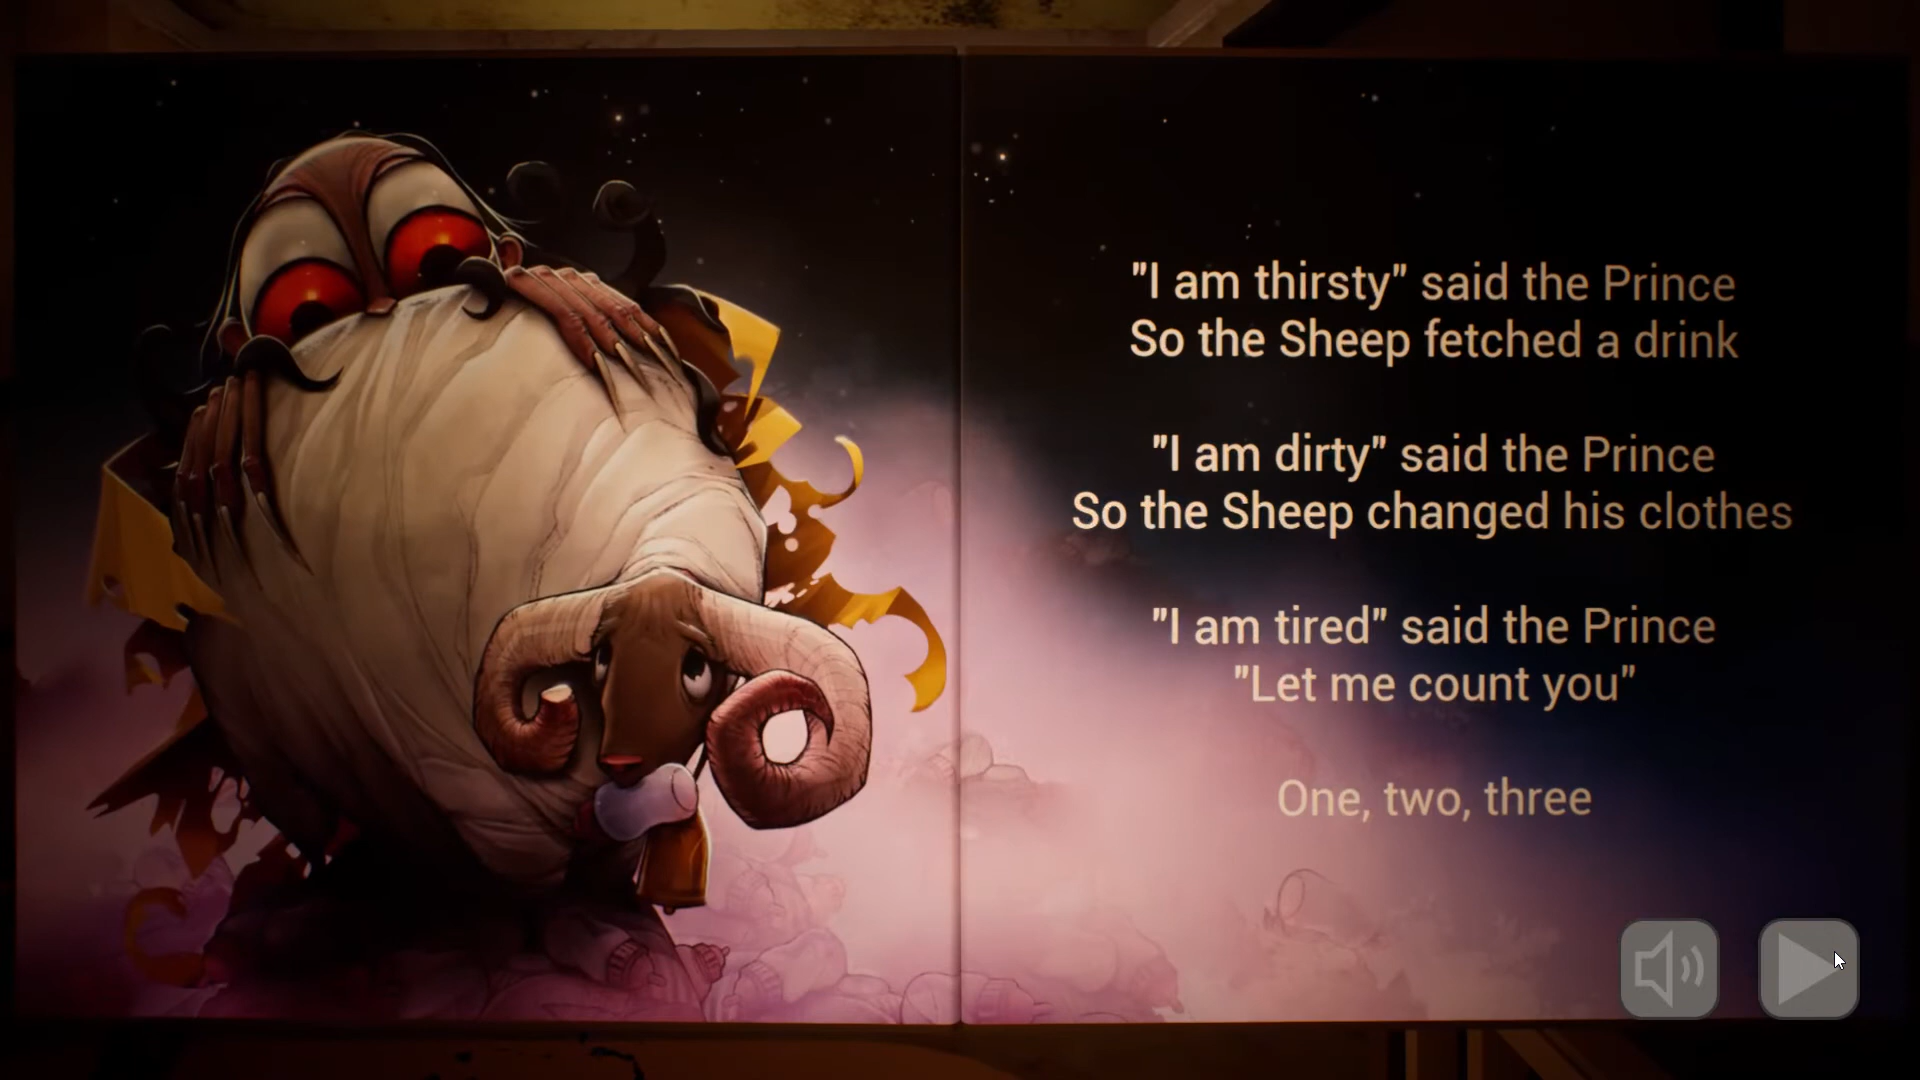 "I am thirsty" said the Prince
So the Sheep fetched a drink
"I am dirty" said the Prince
So the Sheep changed his clothes
"I am tired" said the Prince
"Let me count you"
One, two, three